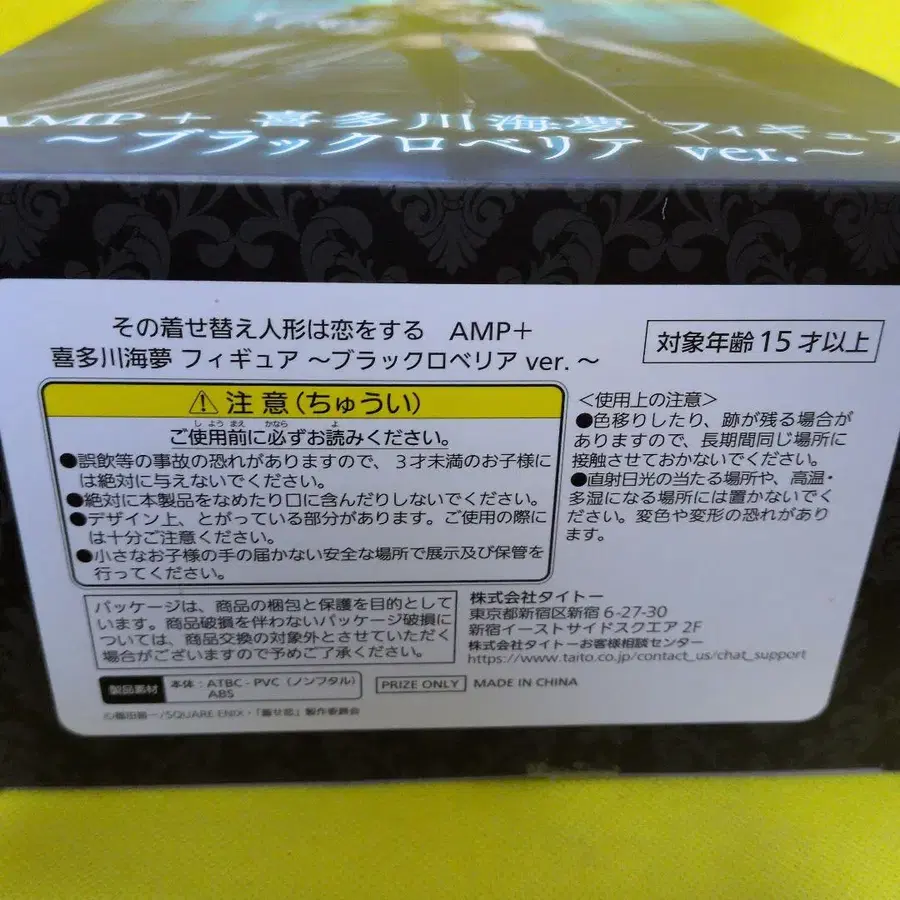 AMP＋ 喜多川海夢 フィギュア
～ブラックロベリア ver.～
その着せ替え人形は恋をする　AMP＋
喜多川海夢 フィギュア ～ブラックロベリア ver. ～
対象年齢 15 才以上
⚠ 注 意 (ちゅうい)
しようまえ かなら よ
ご使用前に必ずお読みください。
●誤飲等の事故の恐れがありますので、３才未満のお子様に
は絶対に与えないでください。
●絶対に本製品をなめたり口に含んだりしないでください。
●デザイン上、とがっている部分があります。ご使用の際に
は十分ご注意ください。
●小さなお子様の手の届かない安全な場所で展示及び保管を
行ってください。
＜使用上の注意＞
●色移りしたり、跡が残る場合が
ありますので、長期間同じ場所に
接触させておかないでください。
●直射日光の当たる場所や、高温・
多湿になる場所には置かないでく
ださい。変色や変形の恐れがあり
ます。
パッケージは、商品の梱包と保護を目的として
います。商品破損を伴わないパッケージ破損に
ついては、商品交換の対象外とさせていただく
場合がございますので予めご了承ください。
株式会社タイトー
東京都新宿区新宿 6-27-30
新宿イーストサイドスクエア 2F
株式会社タイトーお客様相談センター
https://www.taito.co.jp/contact_us/chat_support
製品素材
本体：ATBC - PVC (ノンフタル)
ABS
PRIZE ONLY
MADE IN CHINA
©福田晋一/SQUARE ENIX・「着せ恋」製作委員会